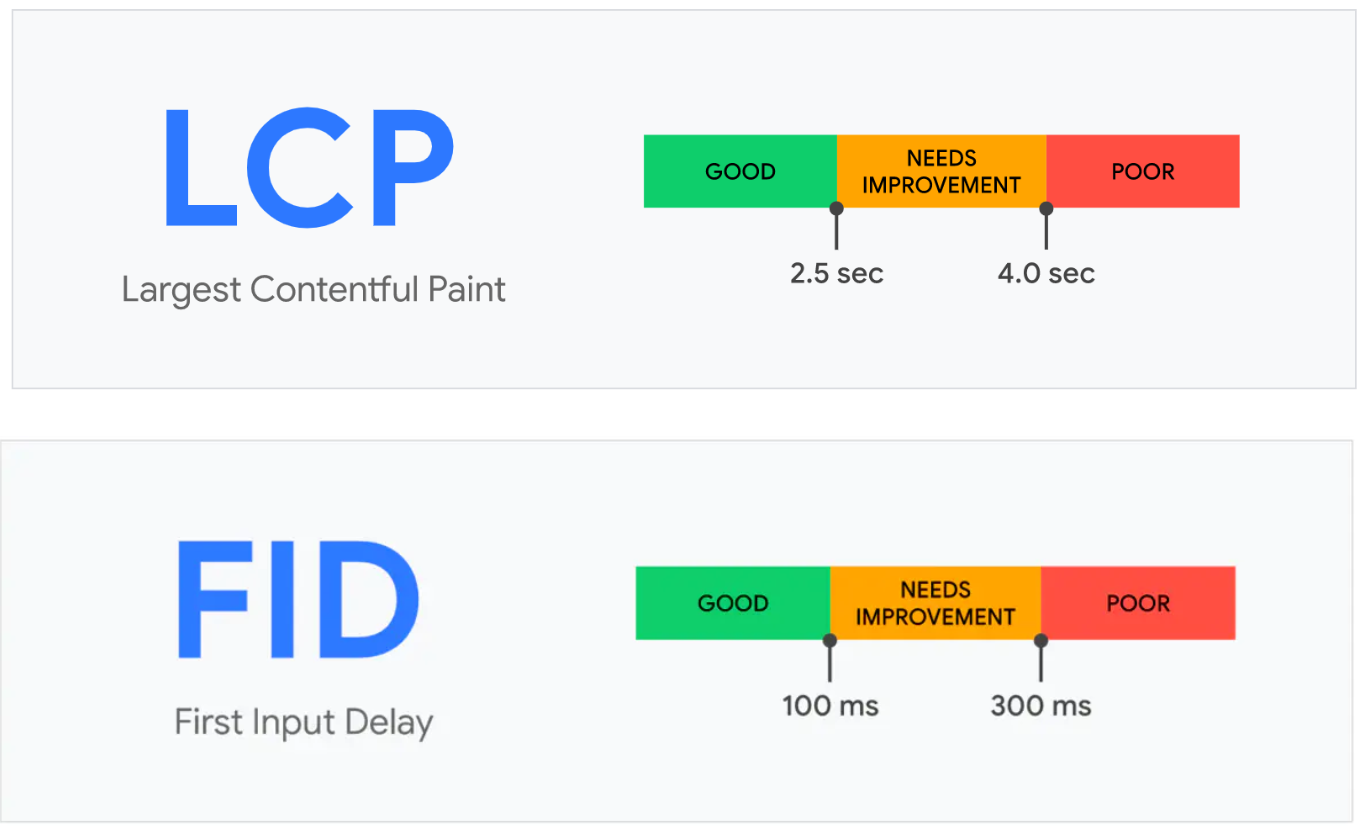 LCP
Largest Contentful Paint
GOOD
NEEDS
IMPROVEMENT
POOR
2.5 sec
4.0 sec
FID
First Input Delay
GOOD
NEEDS
IMPROVEMENT
POOR
100 ms
300 ms